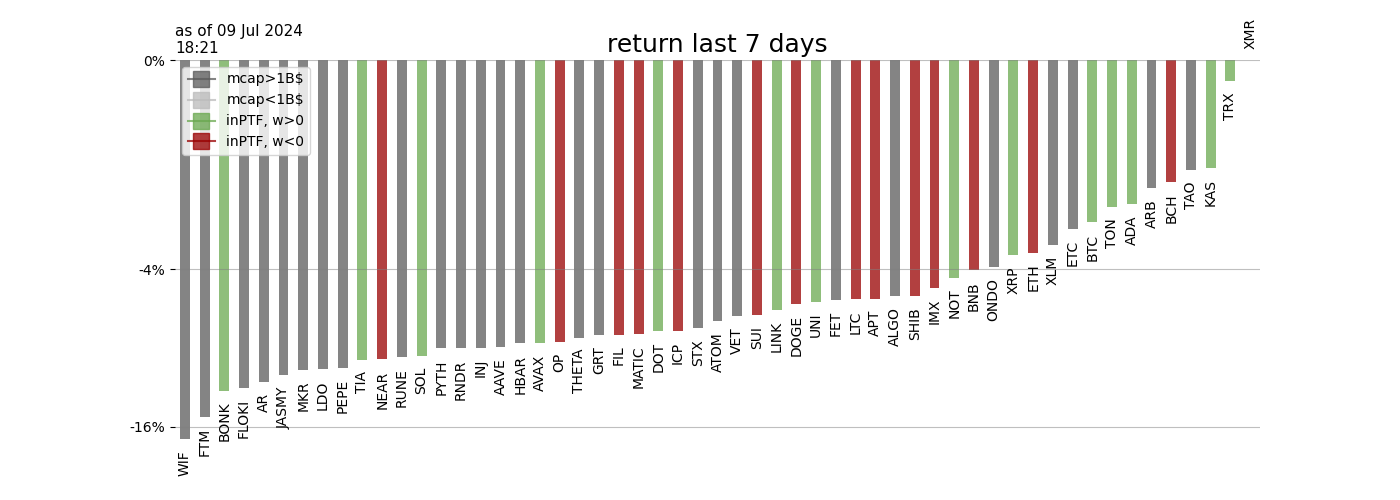 as of 09 Jul 2024
18:21
return last 7 days
0%
-4%
-16%
mcap>1B$
mcap<1B$
inPTF, w>0
inPTF, w<0
WIF
FTM
BONK
FLOKI
AR
JASMY
MKR
LDO
PEPE
TIA
NEAR
RUNE
SOL
PYTH
RNDR
INJ
AAVE
HBAR
AVAX
OP
THETA
GRT
FIL
MATIC
DOT
ICP
STX
ATOM
VET
SUI
LINK
DOGE
UNI
FET
LTC
APT
ALGO
SHIB
IMX
NOT
BNB
ONDO
XRP
ETH
XLM
ETC
BTC
TON
ADA
ARB
BCH
TAO
KAS
TRX
XMR